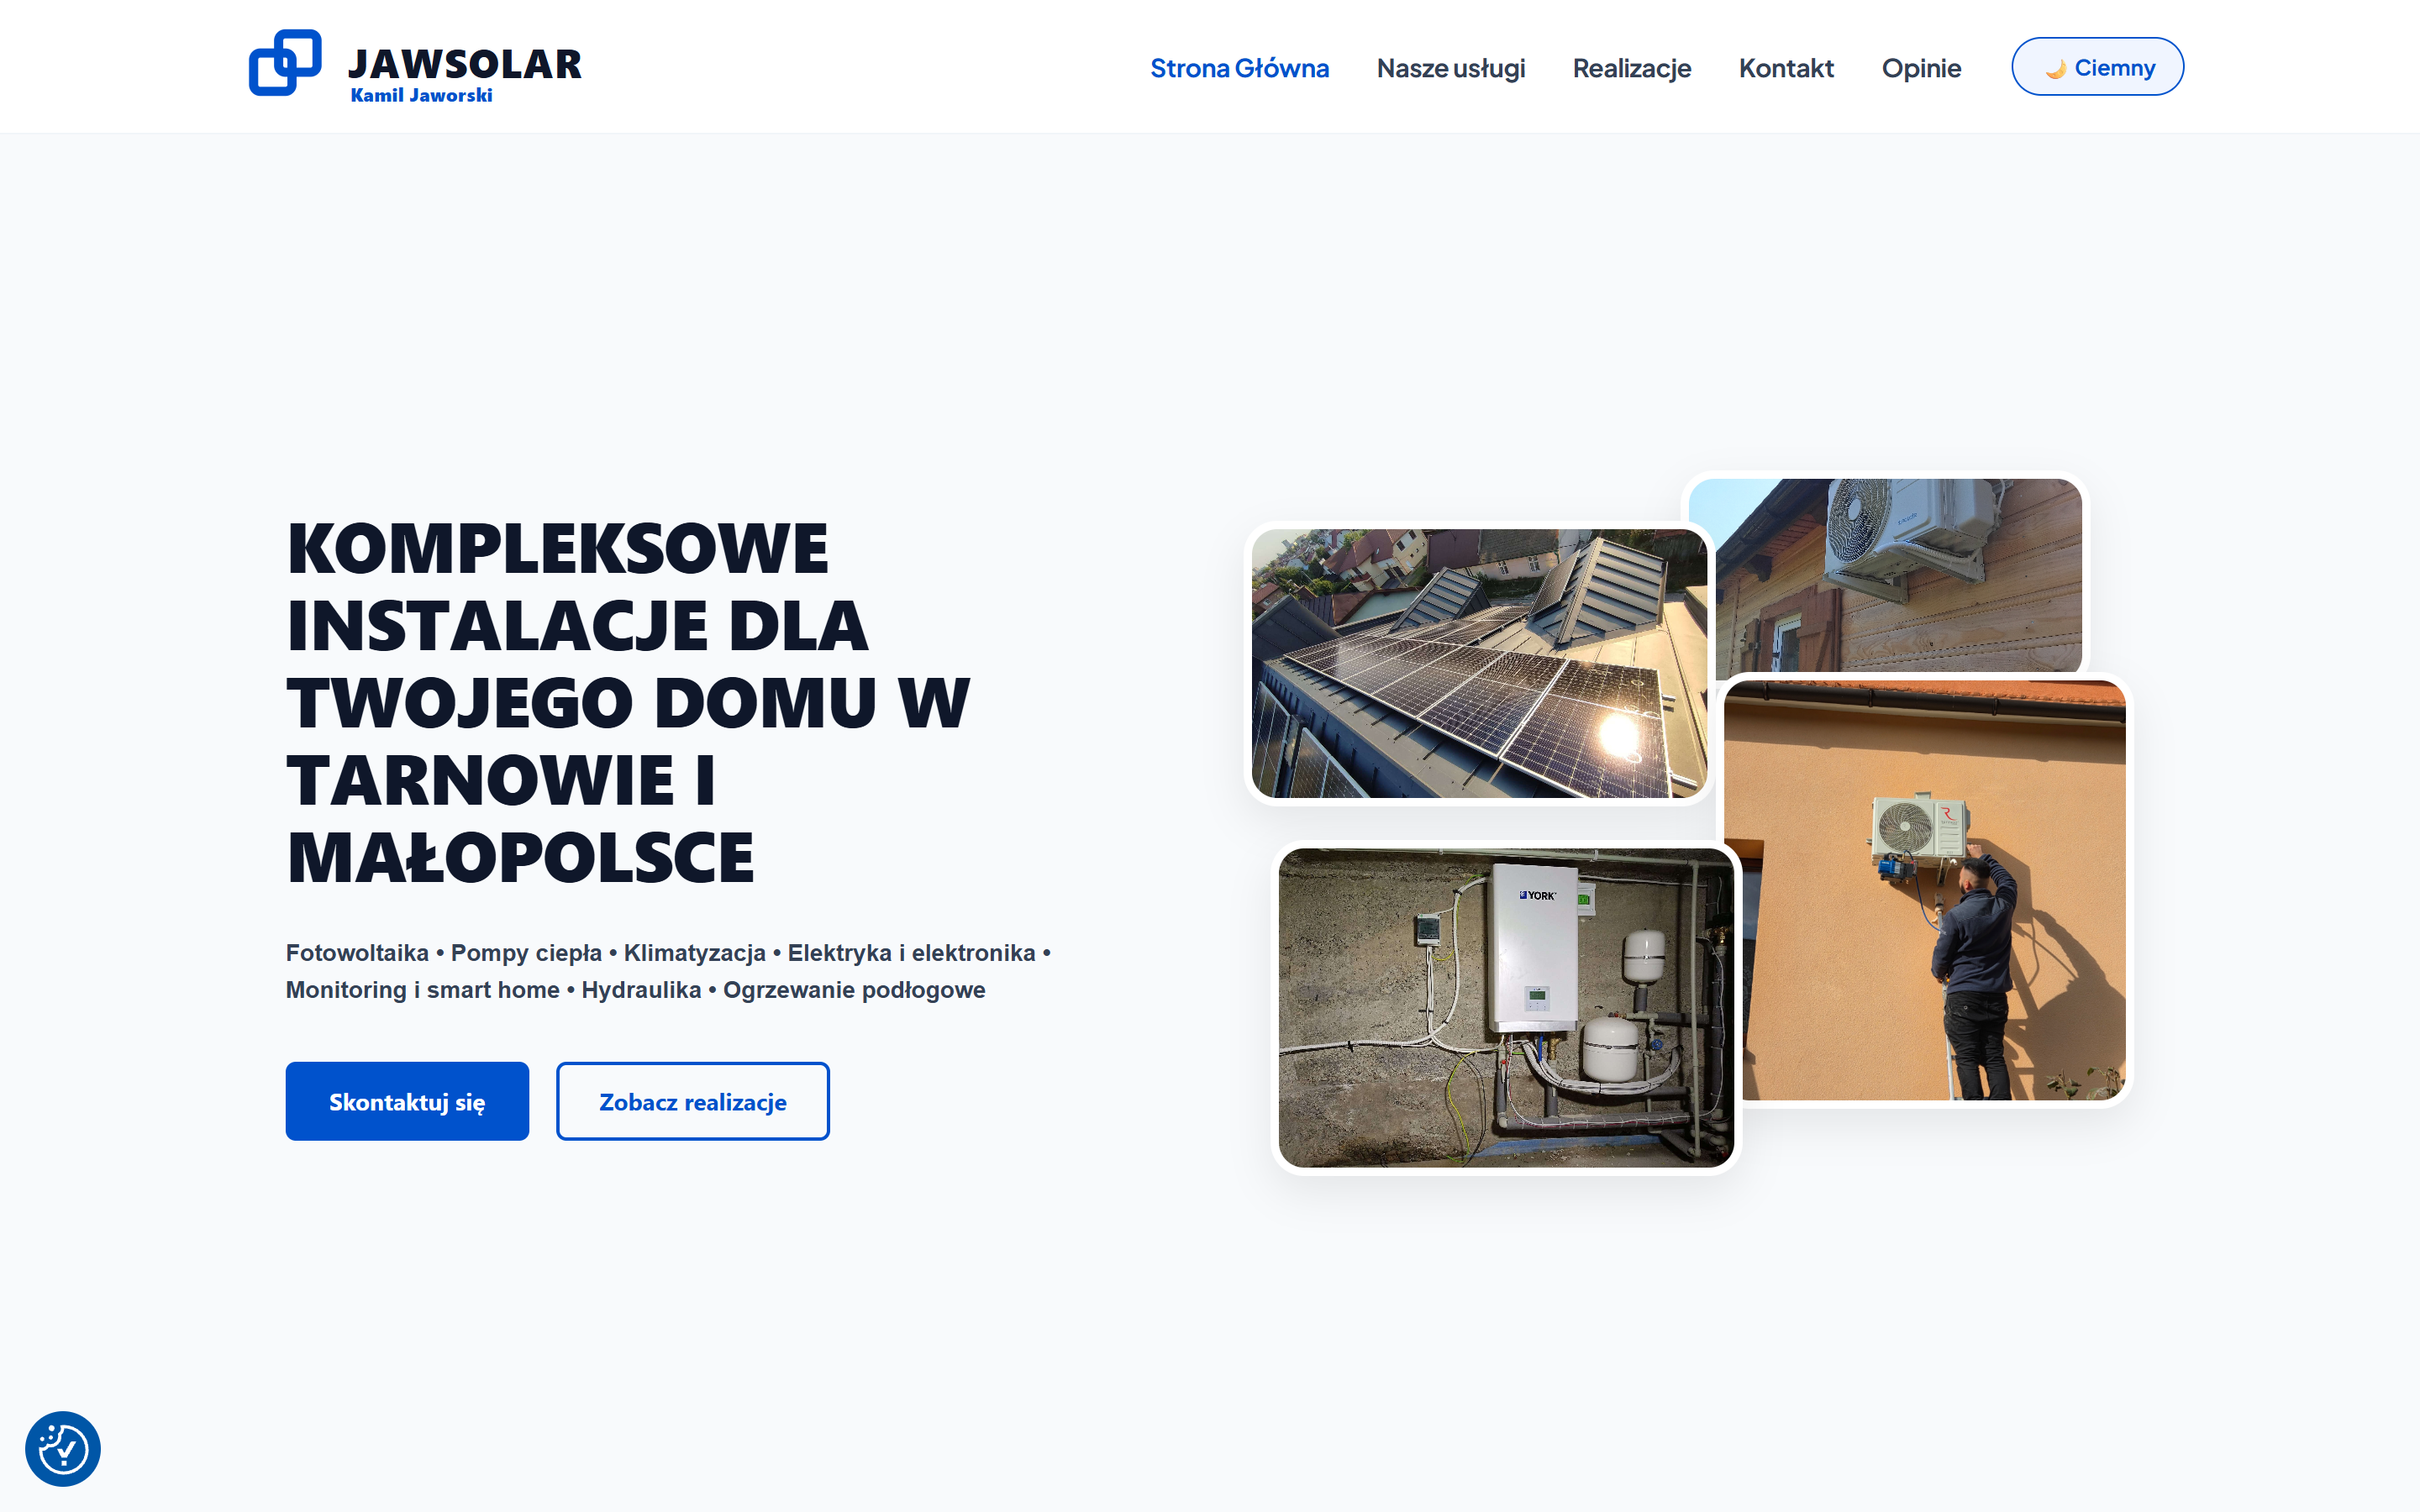 JAWSOLAR
Kamil Jaworski
Strona Główna
Nasze usługi
Realizacje
Kontakt
Opinie
🌙 Ciemny
KOMPLEKSOWE
INSTALACJE DLA
TWOJEGO DOMU W
TARNOWIE I
MAŁOPOLSCE
Fotowoltaika • Pompy ciepła • Klimatyzacja • Elektryka i elektronika •
Monitoring i smart home • Hydraulika • Ogrzewanie podłogowe
Skontaktuj się
Zobacz realizacje
YORK